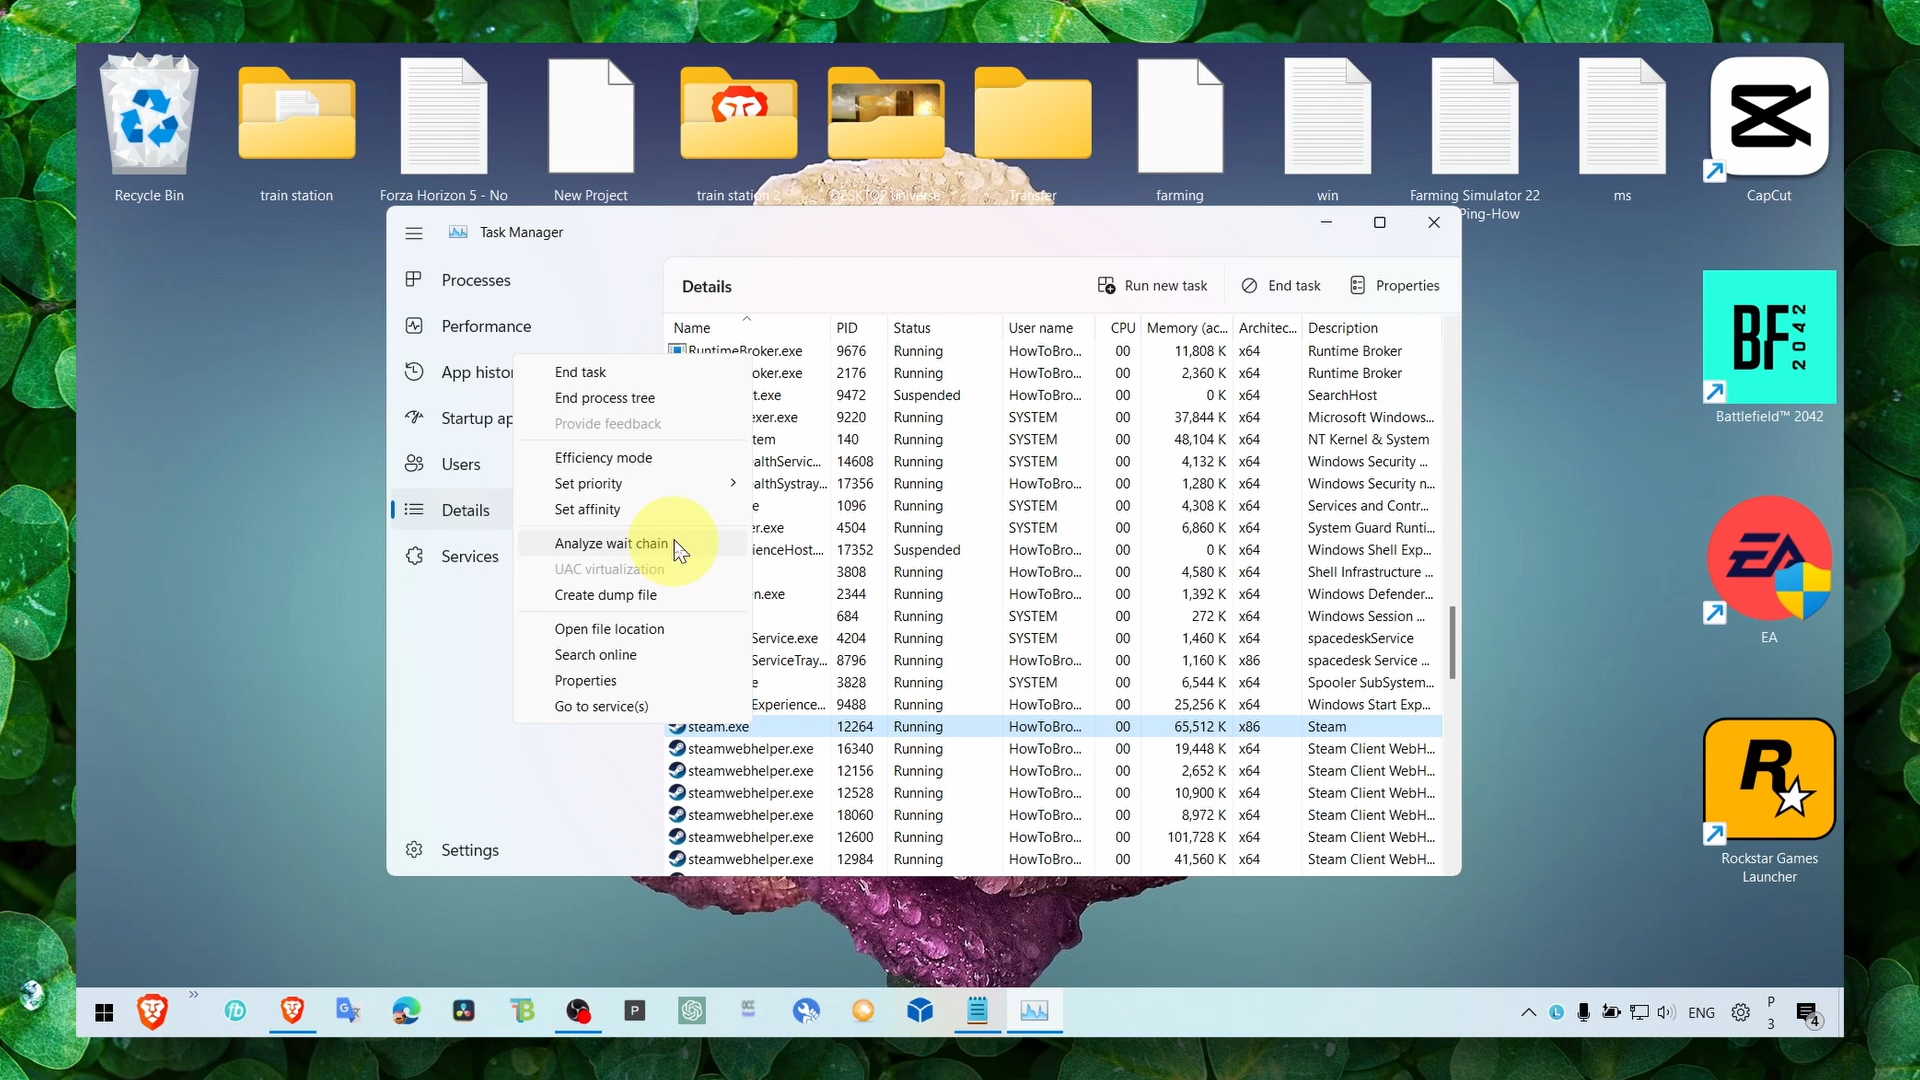 Recycle Bin
train station
Forza Horizon 5 - No
New Project
train station 2
DESKTOP Universe
Transfer
farming
win
Farming Simulator 22
Ping-How
ms
CapCut
Task Manager
Processes
Performance
App histo
Startup ap
Users
Details
Services
Settings
Details
Run new task
End task
Properties
Name PID Status User name CPU Memory (ac... Architec... Description
RuntimeBroker.exe 9676 Running HowToBro... 00 11,808 K x64 Runtime Broker
oker.exe 2176 Running HowToBro... 00 2,360 K x64 Runtime Broker
t.exe 9472 Suspended HowToBro... 00 0 K x64 SearchHost
exer.exe 9220 Running SYSTEM 00 37,844 K x64 Microsoft Windows...
tem 140 Running SYSTEM 00 48,104 K x64 NT Kernel & System
althServic... 14608 Running SYSTEM 00 4,132 K x64 Windows Security ...
althSystray... 17356 Running HowToBro... 00 1,280 K x64 Windows Security n...
e 1096 Running SYSTEM 00 4,308 K x64 Services and Contr...
er.exe 4504 Running SYSTEM 00 6,860 K x64 System Guard Runti...
ienceHost.... 17352 Suspended HowToBro... 00 0 K x64 Windows Shell Exp...
3808 Running HowToBro... 00 4,580 K x64 Shell Infrastructure ...
n.exe 2344 Running HowToBro... 00 1,392 K x64 Windows Defender...
684 Running SYSTEM 00 272 K x64 Windows Session ...
Service.exe 4204 Running SYSTEM 00 1,460 K x64 spacedeskService
ServiceTray... 8796 Running HowToBro... 00 1,160 K x86 spacedesk Service ...
e 3828 Running SYSTEM 00 6,544 K x64 Spooler SubSystem...
Experience... 9488 Running HowToBro... 00 25,256 K x64 Windows Start Exp...
steam.exe 12264 Running HowToBro... 00 65,512 K x86 Steam
steamwebhelper.exe 16340 Running HowToBro... 00 19,448 K x64 Steam Client WebH...
steamwebhelper.exe 12156 Running HowToBro... 00 2,652 K x64 Steam Client WebH...
steamwebhelper.exe 12528 Running HowToBro... 00 10,900 K x64 Steam Client WebH...
steamwebhelper.exe 18060 Running HowToBro... 00 8,972 K x64 Steam Client WebH...
steamwebhelper.exe 12600 Running HowToBro... 00 101,728 K x64 Steam Client WebH...
steamwebhelper.exe 12984 Running HowToBro... 00 41,560 K x64 Steam Client WebH...
End task
End process tree
Provide feedback
Efficiency mode
Set priority
Set affinity
Analyze wait chain
UAC virtualization
Create dump file
Open file location
Search online
Properties
Go to service(s)
BF
2042
Battlefield™ 2042
EA
EA
R
Rockstar Games
Launcher
fb
G
TB
P
L
ENG
P
3
4